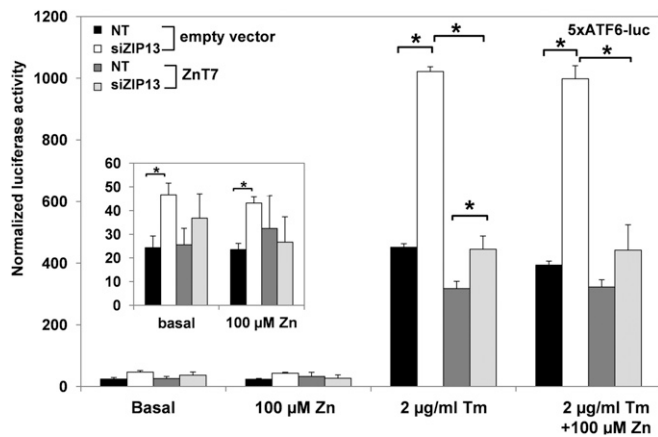 5xATF6-luc
NT
siZIP13
empty vector
NT
siZIP13
ZnT7
* *
* *
*
Normalized luciferase activity
1200
1000
800
600
400
200
0
60
50
40
30
20
10
0
* *
basal 100 µM Zn
Basal 100 µM Zn 2 µg/ml Tm 2 µg/ml Tm
+100 µM Zn